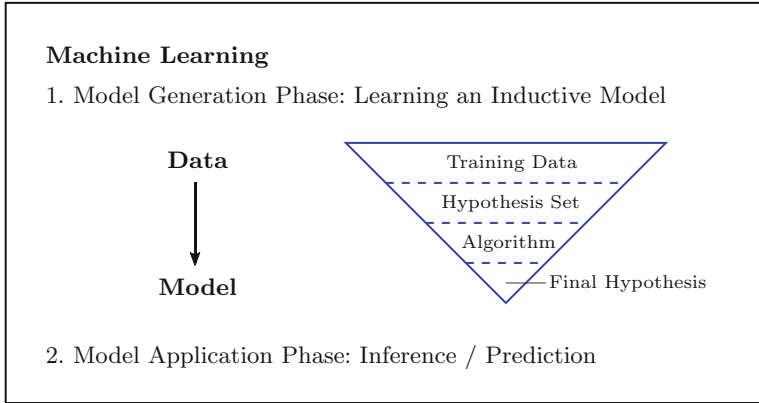 Machine Learning
1. Model Generation Phase: Learning an Inductive Model
Data
Model
Training Data
Hypothesis Set
Algorithm
Final Hypothesis
2. Model Application Phase: Inference / Prediction